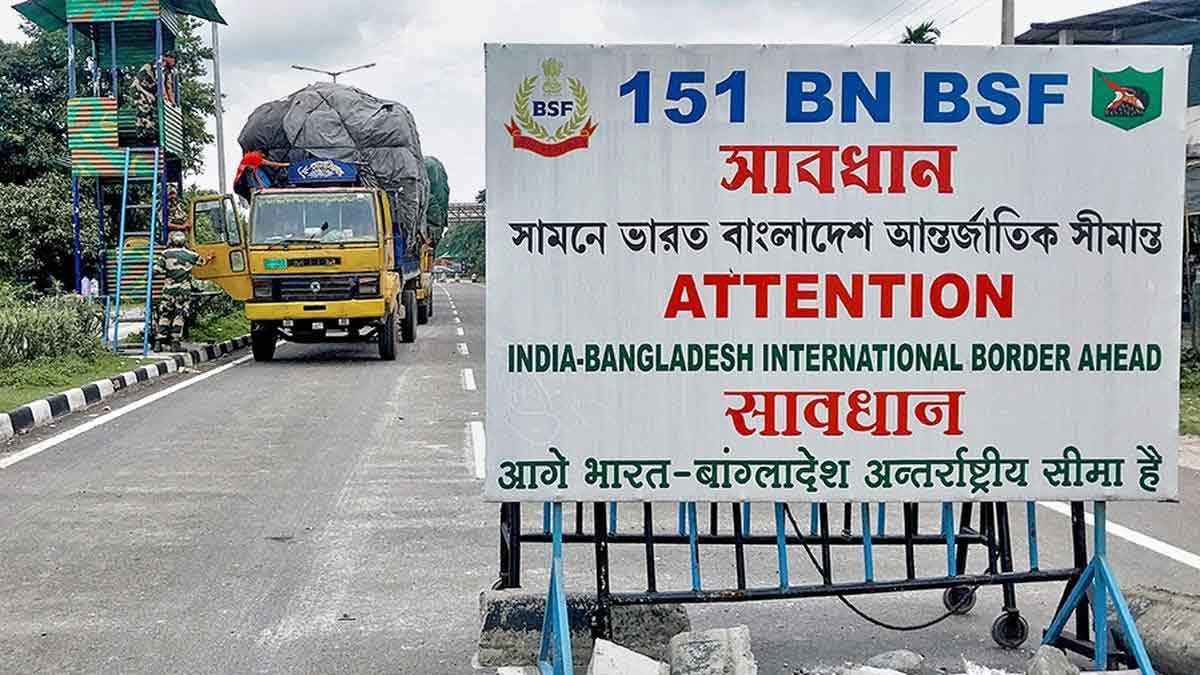 BSF
151 BN BSF
সাবধান
সামনে ভারত বাংলাদেশ আন্তর্জাতিক সীমান্ত
ATTENTION
INDIA-BANGLADESH INTERNATIONAL BORDER AHEAD
सावधान
आगे भारत-बांग्लादेश अन्तर्राष्ट्रीय सीमा है